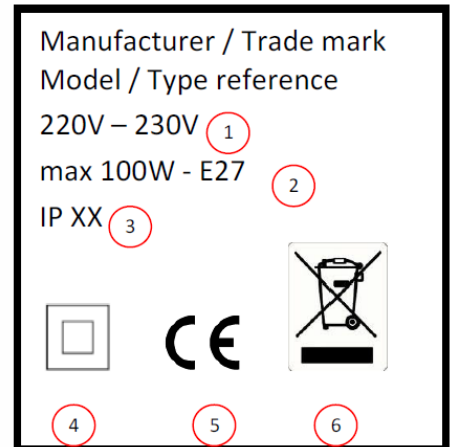 Manufacturer / Trade mark
Model / Type reference
220V – 230V 1
max 100W - E27 2
IP XX 3
CE
4 5 6